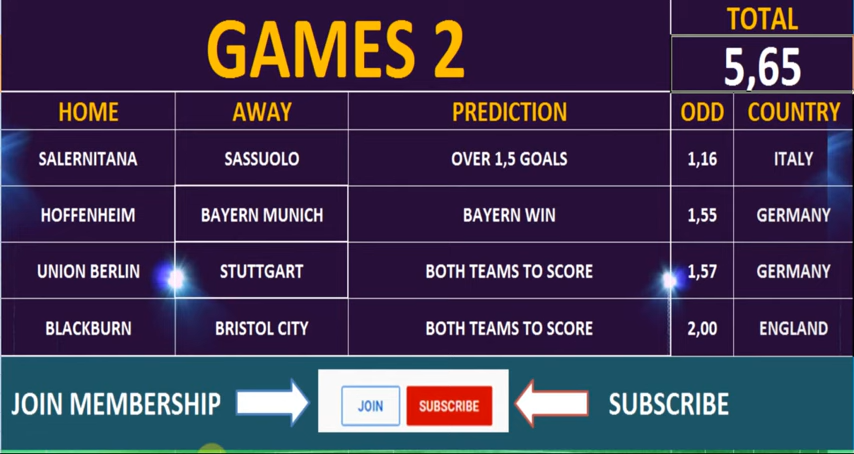 GAMES 2
TOTAL
5,65
HOME AWAY PREDICTION ODD COUNTRY
SALERNITANA SASSUOLO OVER 1,5 GOALS 1,16 ITALY
HOFFENHEIM BAYERN MUNICH BAYERN WIN 1,55 GERMANY
UNION BERLIN STUTTGART BOTH TEAMS TO SCORE 1,57 GERMANY
BLACKBURN BRISTOL CITY BOTH TEAMS TO SCORE 2,00 ENGLAND
JOIN MEMBERSHIP JOIN SUBSCRIBE SUBSCRIBE